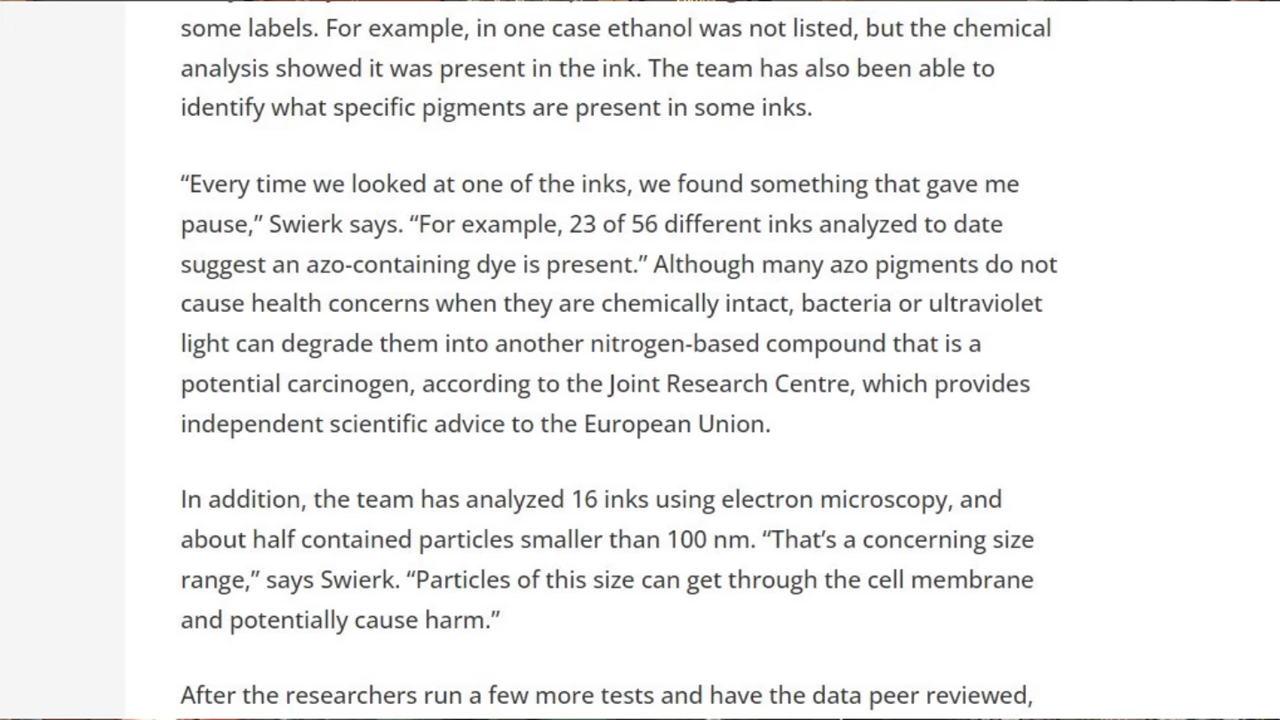 some labels. For example, in one case ethanol was not listed, but the chemical
analysis showed it was present in the ink. The team has also been able to
identify what specific pigments are present in some inks.
“Every time we looked at one of the inks, we found something that gave me
pause,” Swierk says. “For example, 23 of 56 different inks analyzed to date
suggest an azo-containing dye is present.” Although many azo pigments do not
cause health concerns when they are chemically intact, bacteria or ultraviolet
light can degrade them into another nitrogen-based compound that is a
potential carcinogen, according to the Joint Research Centre, which provides
independent scientific advice to the European Union.
In addition, the team has analyzed 16 inks using electron microscopy, and
about half contained particles smaller than 100 nm. “That’s a concerning size
range,” says Swierk. “Particles of this size can get through the cell membrane
and potentially cause harm.”
After the researchers run a few more tests and have the data peer reviewed,